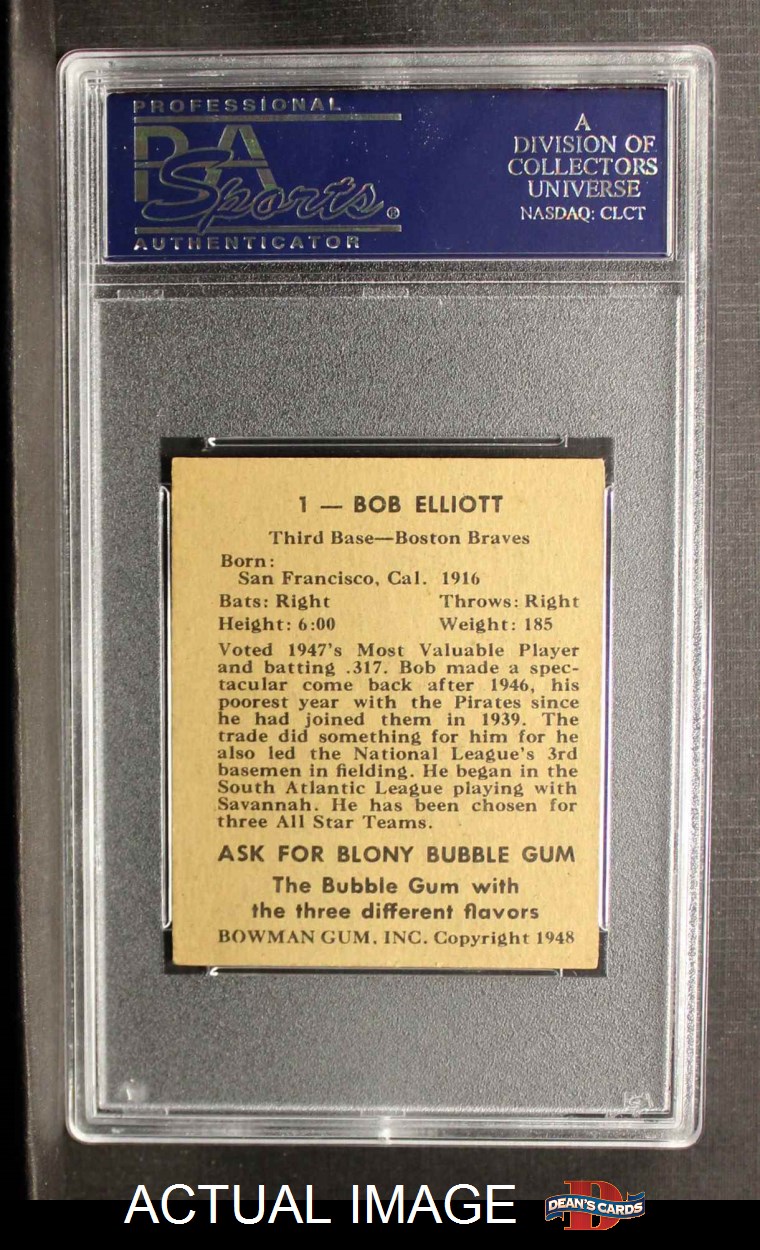 PROFESSIONAL
PSA
Sports®
AUTHENTICATOR
A
DIVISION OF
COLLECTORS
UNIVERSE
NASDAQ: CLCT
1 — BOB ELLIOTT
Third Base—Boston Braves
Born:
San Francisco, Cal. 1916
Bats: Right Throws: Right
Height: 6:00 Weight: 185
Voted 1947's Most Valuable Player
and batting .317. Bob made a spec-
tacular come back after 1946, his
poorest year with the Pirates since
he had joined them in 1939. The
trade did something for him for he
also led the National League's 3rd
basemen in fielding. He began in the
South Atlantic League playing with
Savannah. He has been chosen for
three All Star Teams.
ASK FOR BLONY BUBBLE GUM
The Bubble Gum with
the three different flavors
BOWMAN GUM, INC. Copyright 1948
ACTUAL IMAGE
DEAN'S CARDS